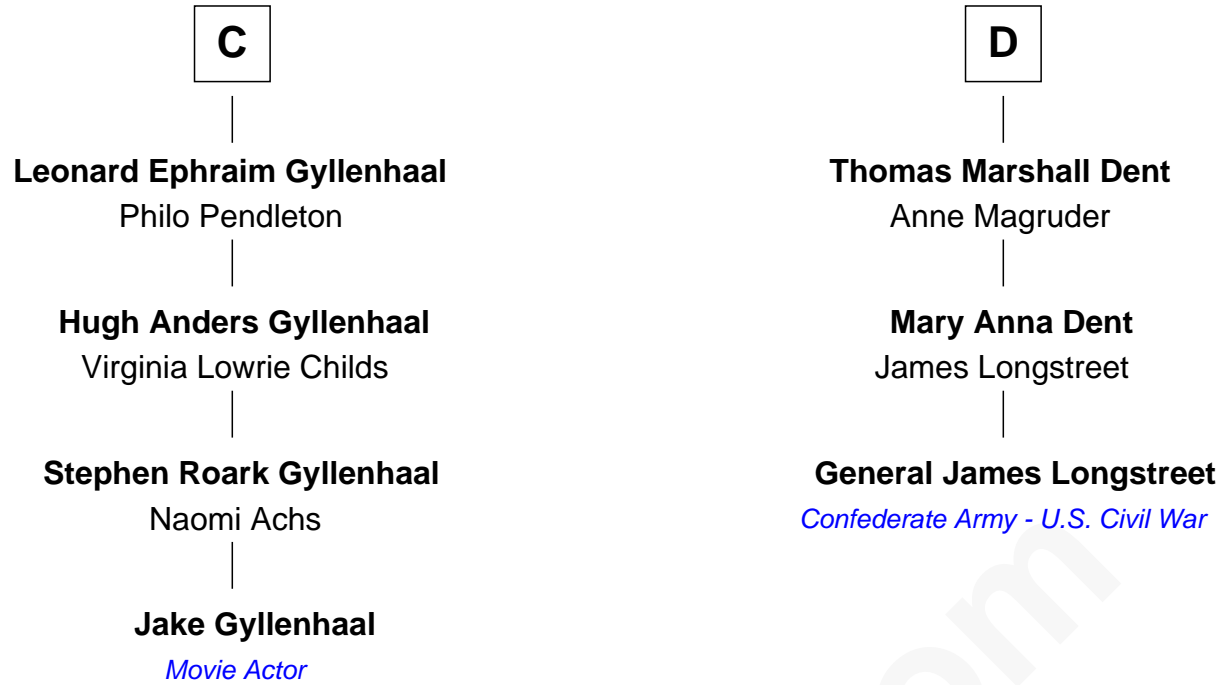 C
Leonard Ephraim Gyllenhaal
Philo Pendleton
Hugh Anders Gyllenhaal
Virginia Lowrie Childs
Stephen Roark Gyllenhaal
Naomi Achs
Jake Gyllenhaal
Movie Actor
D
Thomas Marshall Dent
Anne Magruder
Mary Anna Dent
James Longstreet
General James Longstreet
Confederate Army - U.S. Civil War
om